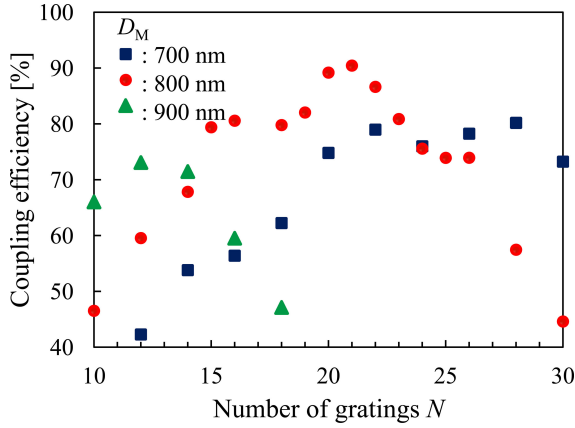 100
90
80
70
60
50
40
Coupling efficiency [%]
D_M
: 700 nm
: 800 nm
: 900 nm
10
15
20
25
30
Number of gratings N